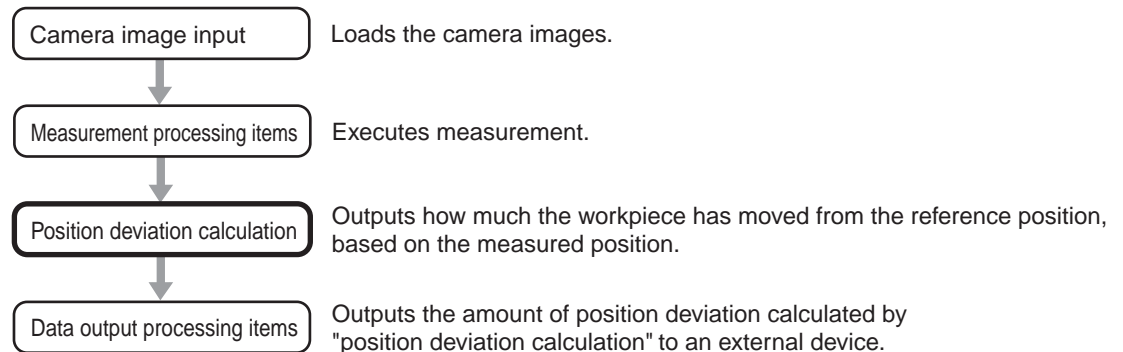 Camera image input
Loads the camera images.
Measurement processing items
Executes measurement.
Position deviation calculation
Outputs how much the workpiece has moved from the reference position,
based on the measured position.
Data output processing items
Outputs the amount of position deviation calculated by
"position deviation calculation" to an external device.